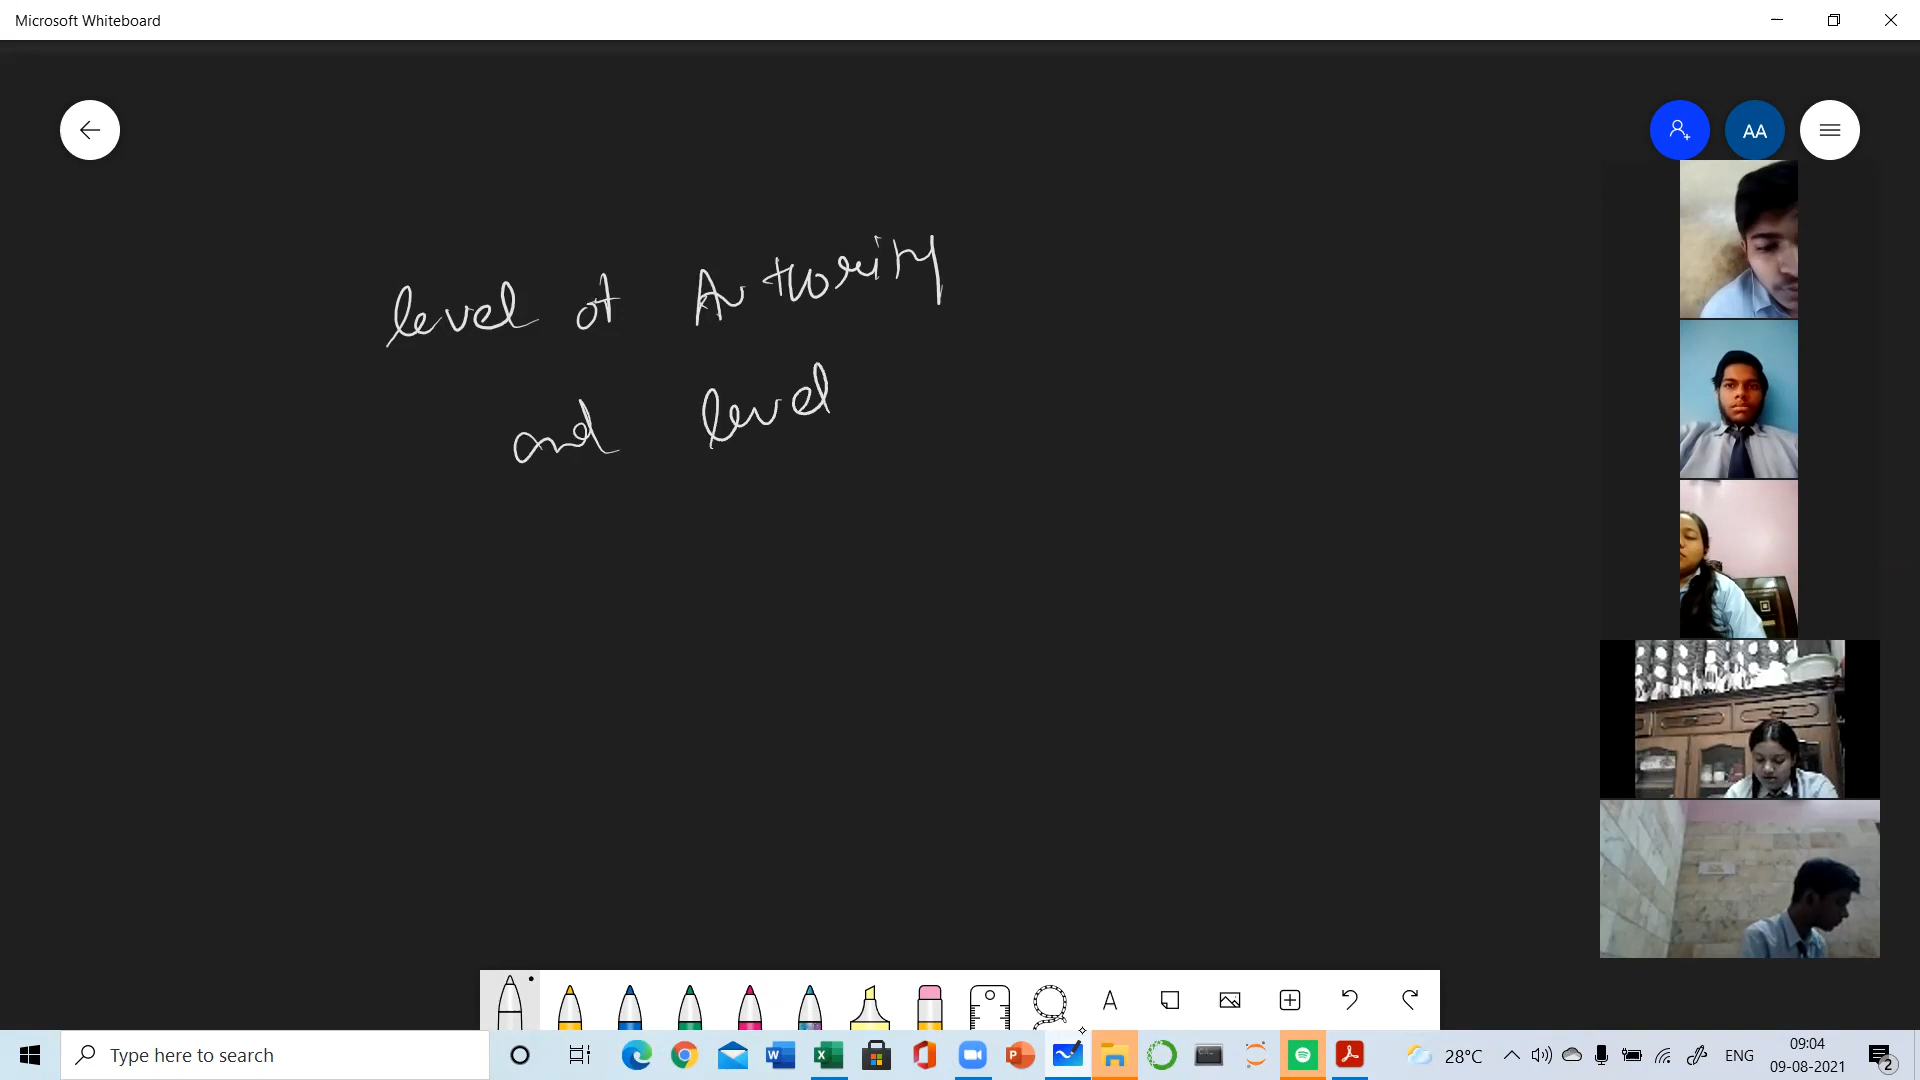 Microsoft Whiteboard
AA
level of Authority
and level
A
Type here to search
28°C
ENG
09:04
09-08-2021
2